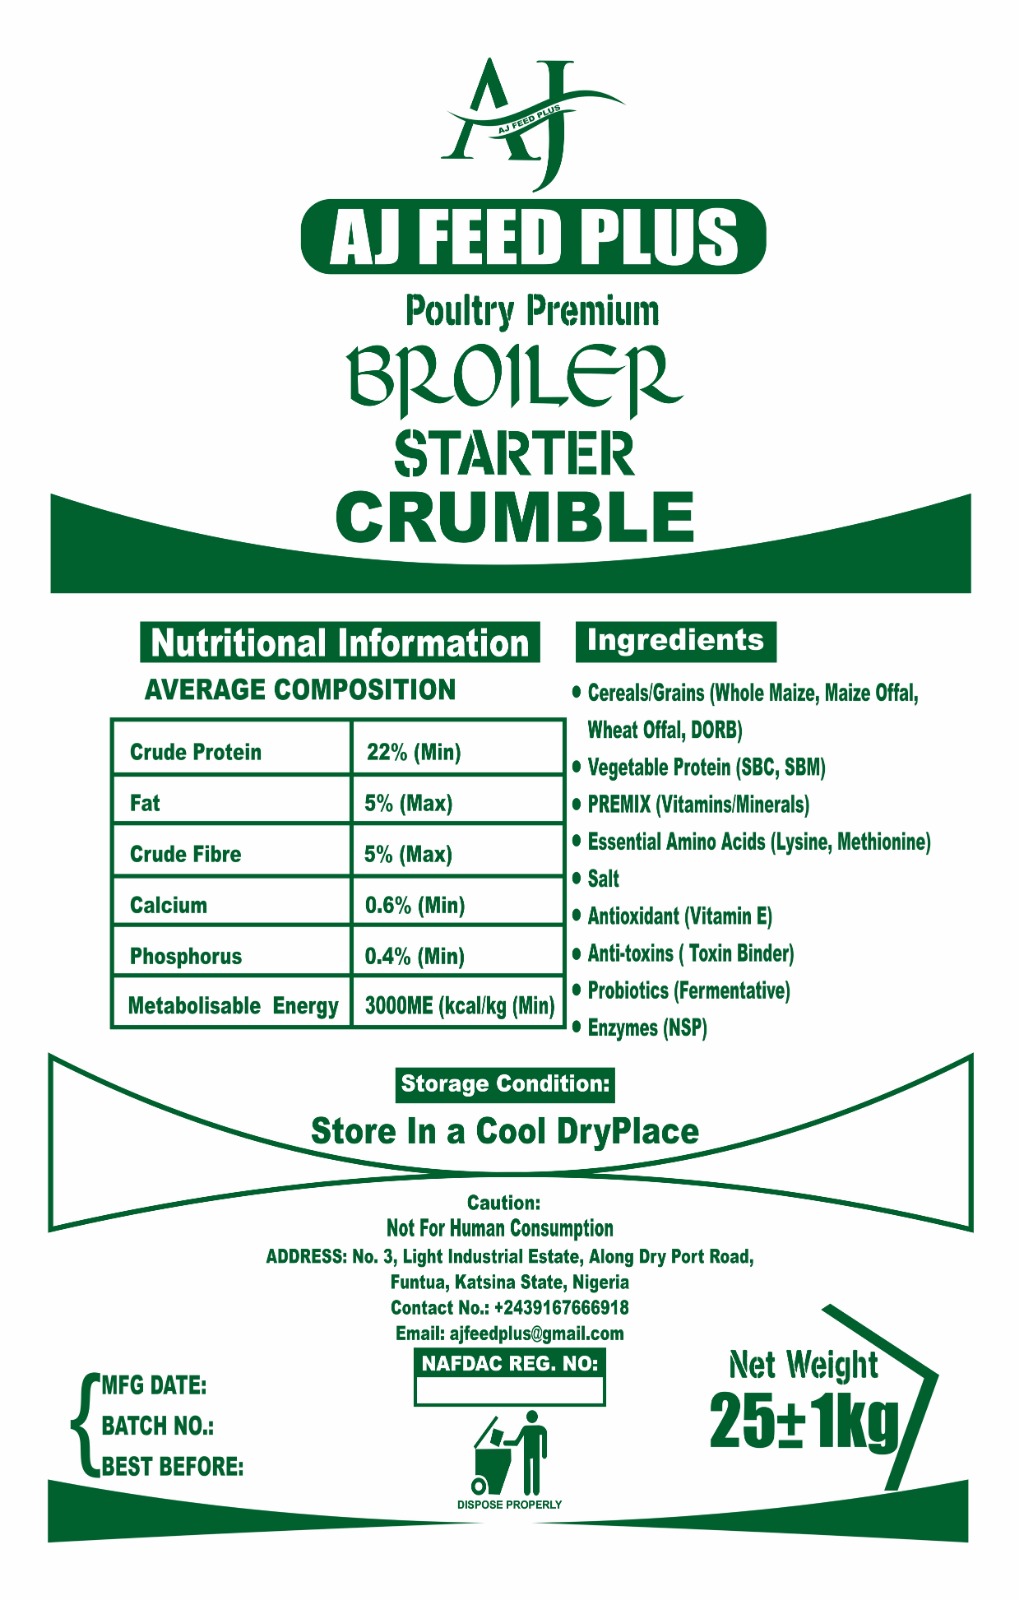 AJ
AJ FEED PLUS
AJ FEED PLUS
Poultry Premium
BROILER
STARTER
CRUMBLE
Nutritional Information
AVERAGE COMPOSITION
Crude Protein 22% (Min)
Fat 5% (Max)
Crude Fibre 5% (Max)
Calcium 0.6% (Min)
Phosphorus 0.4% (Min)
Metabolisable Energy 3000ME (kcal/kg (Min)
Ingredients
• Cereals/Grains (Whole Maize, Maize Offal,
Wheat Offal, DORB)
• Vegetable Protein (SBC, SBM)
• PREMIX (Vitamins/Minerals)
• Essential Amino Acids (Lysine, Methionine)
• Salt
• Antioxidant (Vitamin E)
• Anti-toxins ( Toxin Binder)
• Probiotics (Fermentative)
• Enzymes (NSP)
Storage Condition:
Store In a Cool DryPlace
Caution:
Not For Human Consumption
ADDRESS: No. 3, Light Industrial Estate, Along Dry Port Road,
Funtua, Katsina State, Nigeria
Contact No.: +2439167666918
Email: ajfeedplus@gmail.com
NAFDAC REG. NO:
MFG DATE:
BATCH NO.:
BEST BEFORE:
DISPOSE PROPERLY
Net Weight
25±1kg